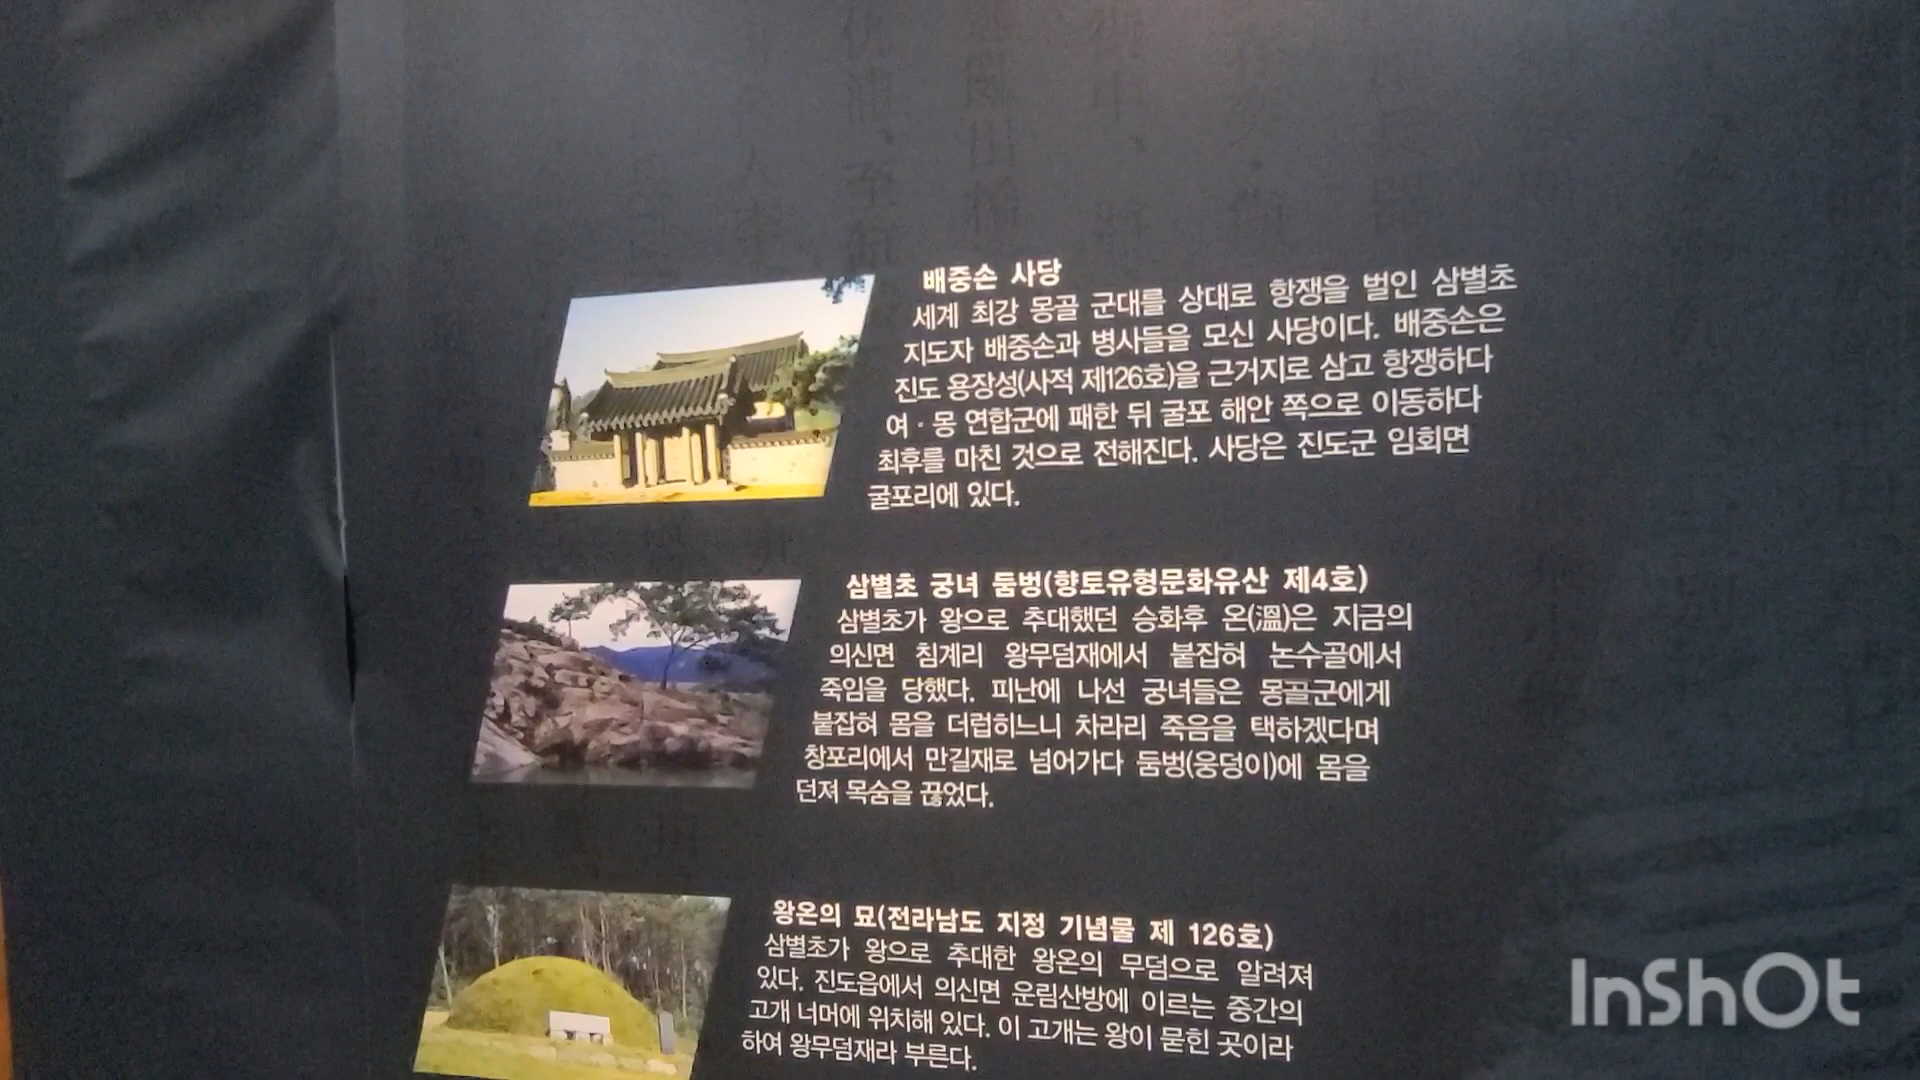 배중손 사당
세계 최강 몽골 군대를 상대로 항쟁을 벌인 삼별초
지도자 배중손과 병사들을 모신 사당이다. 배중손은
진도 용장성(사적 제126호)을 근거지로 삼고 항쟁하다
여·몽 연합군에 패한 뒤 굴포 해안 쪽으로 이동하다
최후를 마친 것으로 전해진다. 사당은 진도군 임회면
굴포리에 있다.
삼별초 궁녀 둠벙(향토유형문화유산 제4호)
삼별초가 왕으로 추대했던 승화후 온(溫)은 지금의
의신면 침계리 왕무덤재에서 붙잡혀 논수골에서
죽임을 당했다. 피난에 나선 궁녀들은 몽골군에게
붙잡혀 몸을 더럽히느니 차라리 죽음을 택하겠다며
창포리에서 만길재로 넘어가다 둠벙(웅덩이)에 몸을
던져 목숨을 끊었다.
왕온의 묘(전라남도 지정 기념물 제 126호)
삼별초가 왕으로 추대한 왕온의 무덤으로 알려져
있다. 진도읍에서 의신면 운림산방에 이르는 중간의
고개 너머에 위치해 있다. 이 고개는 왕이 묻힌 곳이라
하여 왕무덤재라 부른다.
InShOt